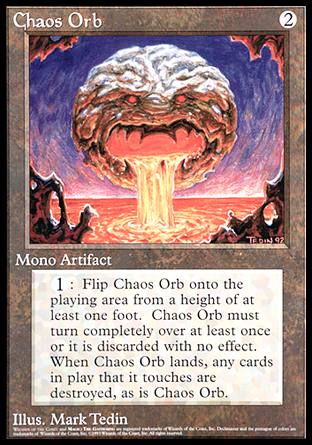 Chaos Orb 2
TEDIN 92
Mono Artifact
1 : Flip Chaos Orb onto the
playing area from a height of at
least one foot. Chaos Orb must
turn completely over at least once
or it is discarded with no effect.
When Chaos Orb lands, any cards
in play that it touches are
destroyed, as is Chaos Orb.
Illus. Mark Tedin